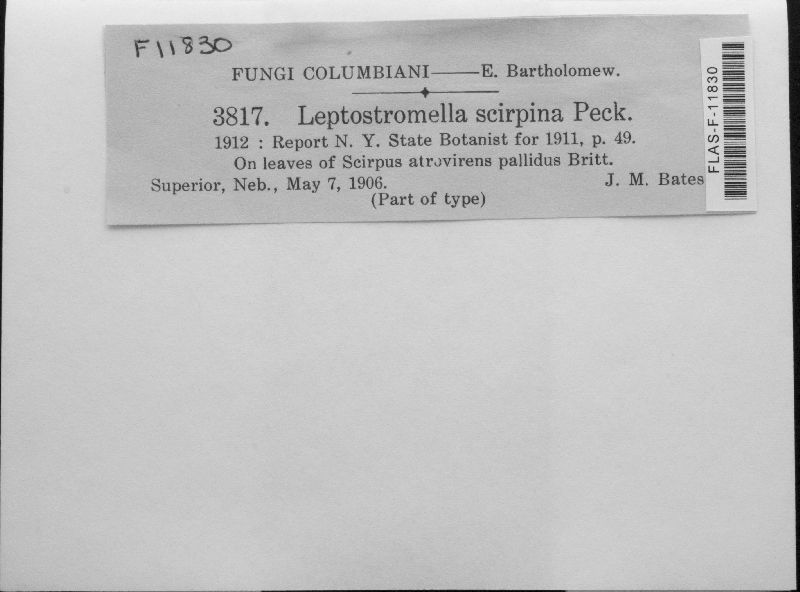 F11830
FUNGI COLUMBIANI——E. Bartholomew.
3817. Leptostromella scirpina Peck.
1912 : Report N. Y. State Botanist for 1911, p. 49.
On leaves of Scirpus atrovirens pallidus Britt.
Superior, Neb., May 7, 1906. J. M. Bates
(Part of type)
FLAS-F-11830